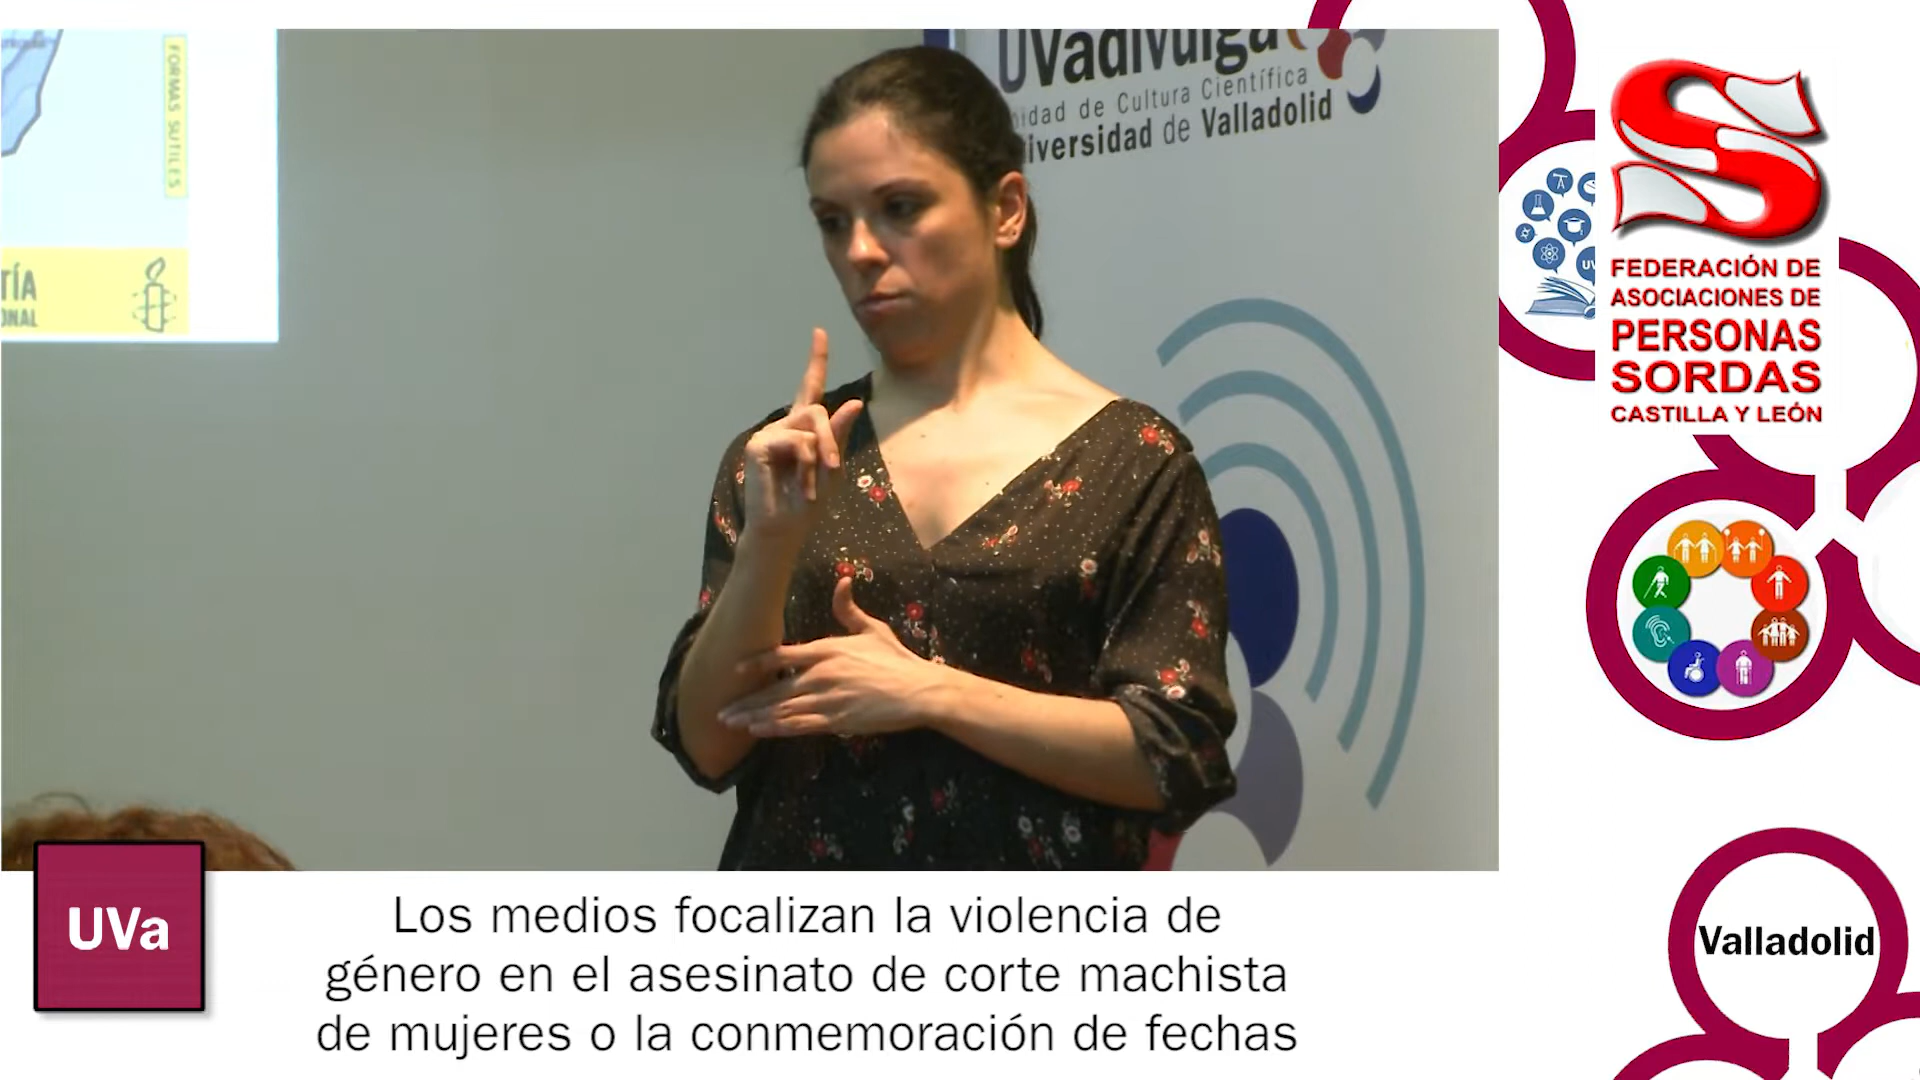 FORMAS SUTILES
TÍA
ONAL
UVadivulga
idad de Cultura Científica
iversidad de Valladolid
UV
FEDERACIÓN DE
ASOCIACIONES DE
PERSONAS
SORDAS
CASTILLA Y LEÓN
UVa
Los medios focalizan la violencia de
género en el asesinato de corte machista
de mujeres o la conmemoración de fechas
Valladolid